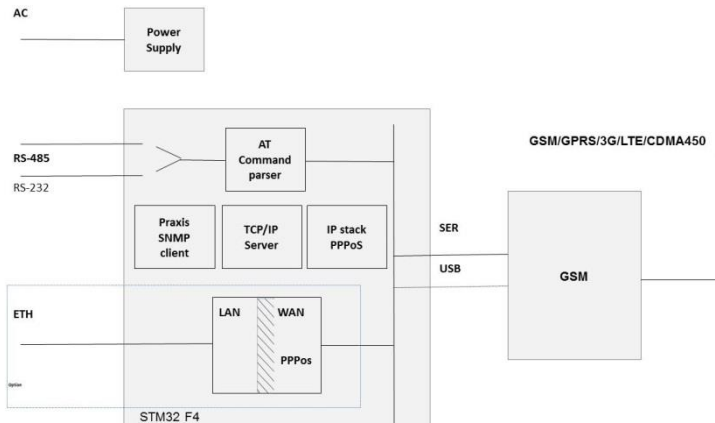 AC
Power
Supply
AT
Command
parser
GSM/GPRS/3G/LTE/CDMA450
RS-485
RS-232
Praxis
SNMP
client
TCP/IP
Server
IP stack
PPPoS
SER
USB
GSM
ETH
LAN
WAN
PPPos
Option
STM32 F4